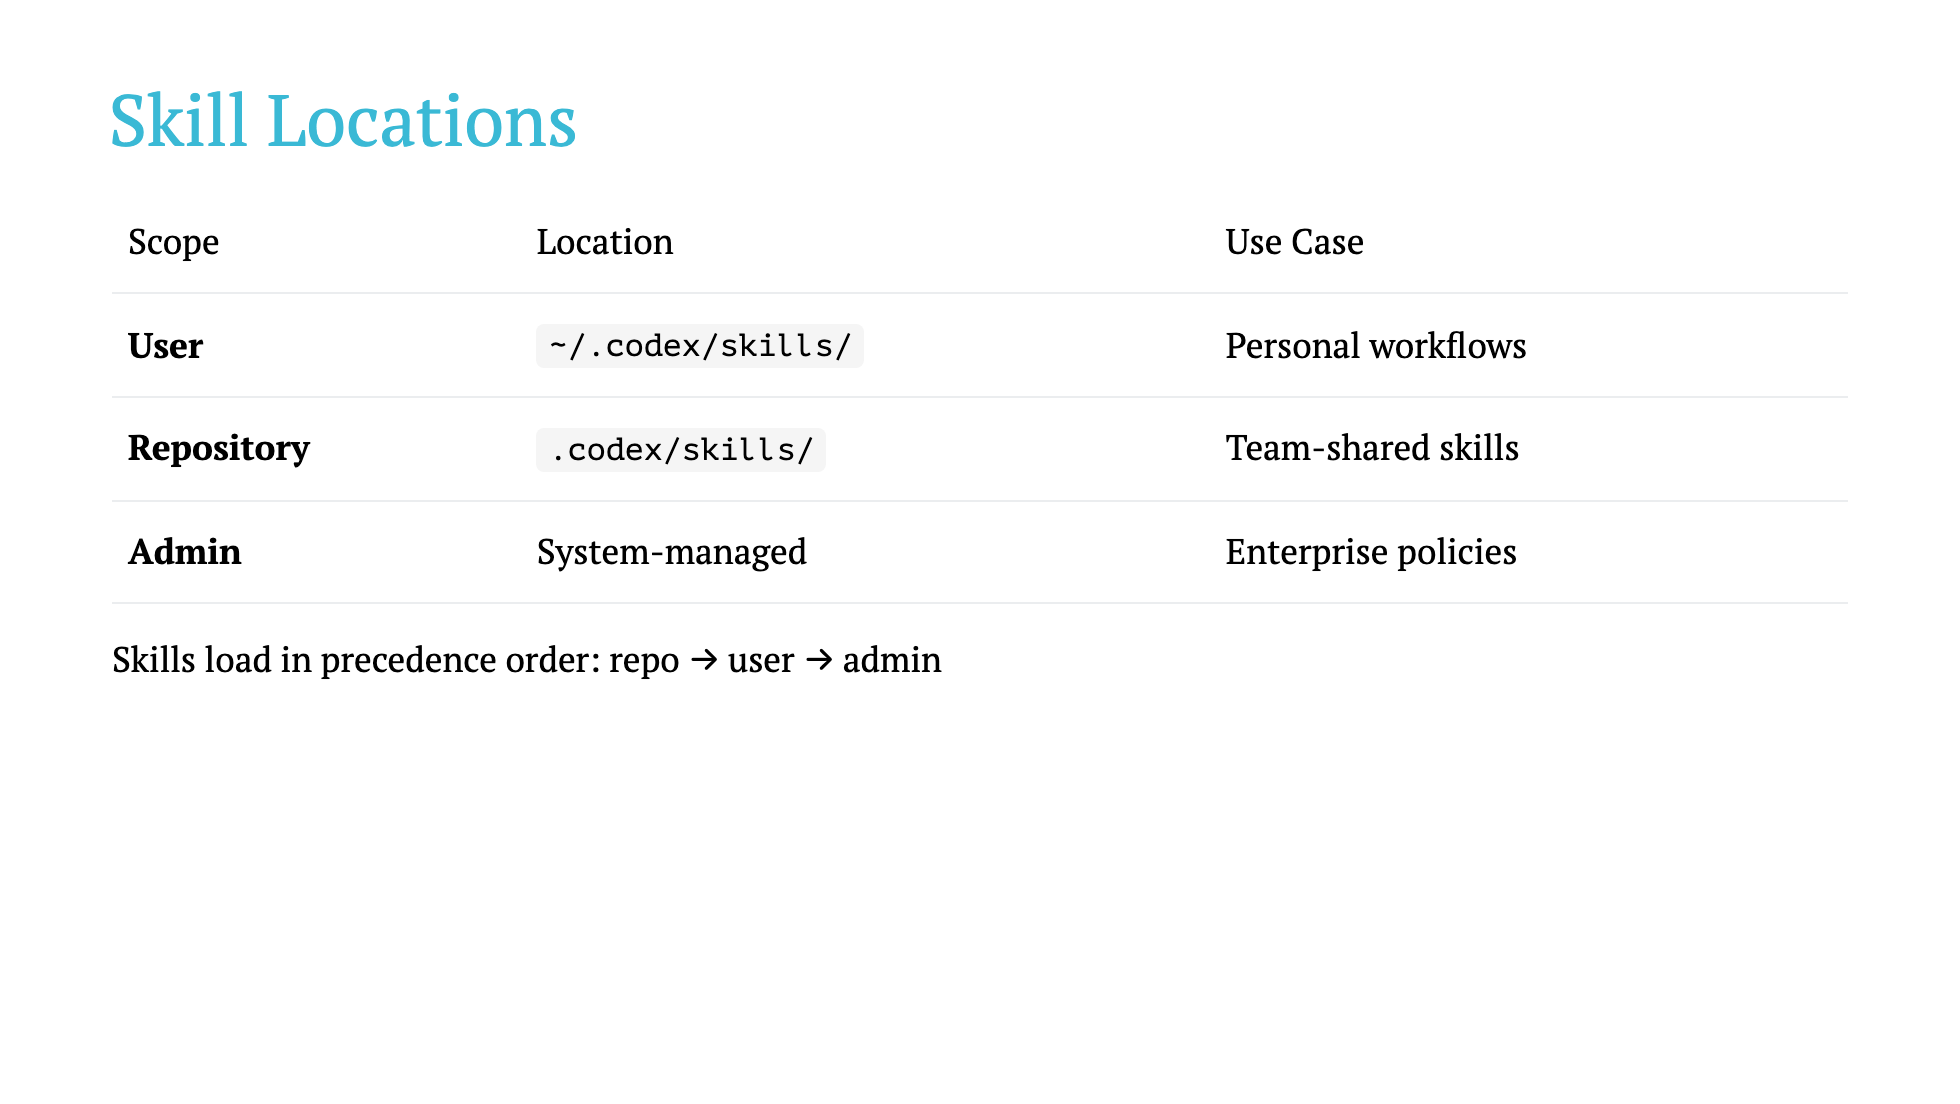 Skill Locations
Scope Location Use Case
User ~/.codex/skills/ Personal workflows
Repository .codex/skills/ Team-shared skills
Admin System-managed Enterprise policies
Skills load in precedence order: repo → user → admin